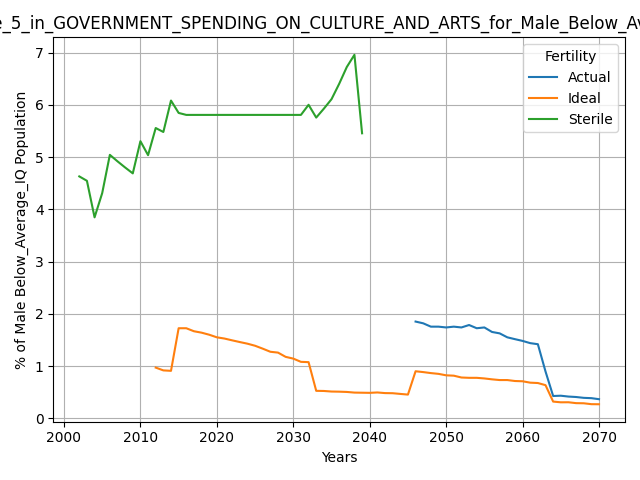 e_5_in_GOVERNMENT_SPENDING_ON_CULTURE_AND_ARTS_for_Male_Below_Av
Fertility
Actual
Ideal
Sterile
% of Male Below_Average_IQ Population
7
6
5
4
3
2
1
0
2000 2010 2020 2030 2040 2050 2060 2070
Years